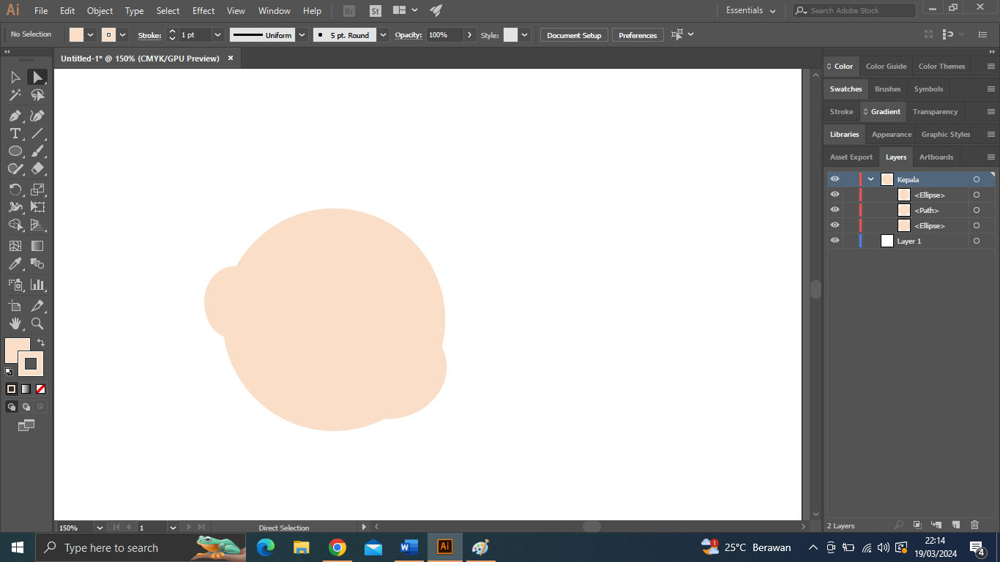 Ai File Edit Object Type Select Effect View Window Help Br St Essentials Search Adobe Stock
No Selection Stroke: 1 pt Uniform 5 pt. Round Opacity: 100% Style: Document Setup Preferences
Untitled-1* @ 150% (CMYK/GPU Preview)
Color Color Guide Color Themes
Swatches Brushes Symbols
Stroke Gradient Transparency
Libraries Appearance Graphic Styles
Asset Export Layers Artboards
Kepala
<Ellipse>
<Path>
<Ellipse>
Layer 1
150% 1 Direct Selection
2 Layers
Type here to search
Ai
1
25°C Berawan
22:14
19/03/2024
4